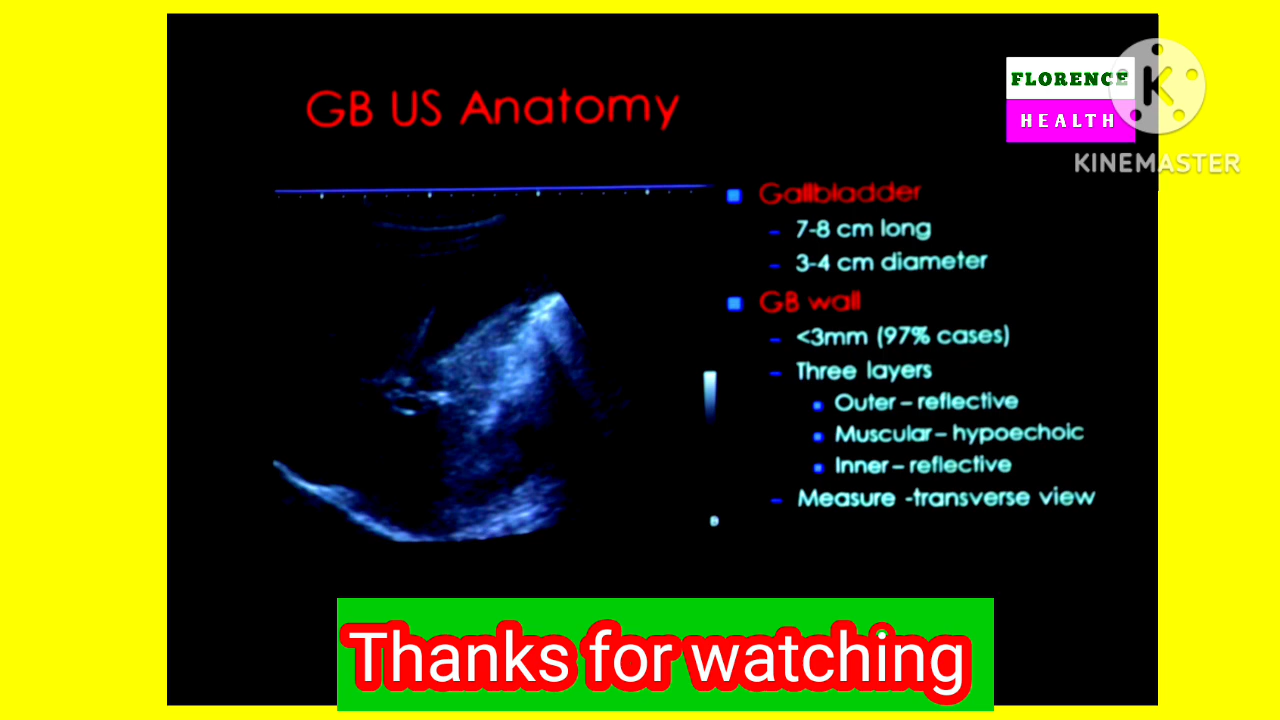 GB US Anatomy
FLORENCE
HEALTH
KINEMASTER
Gallbladder
- 7-8 cm long
- 3-4 cm diameter
GB wall
- <3mm (97% cases)
- Three layers
Outer – reflective
Muscular – hypoechoic
Inner – reflective
- Measure -transverse view
Thanks for watching